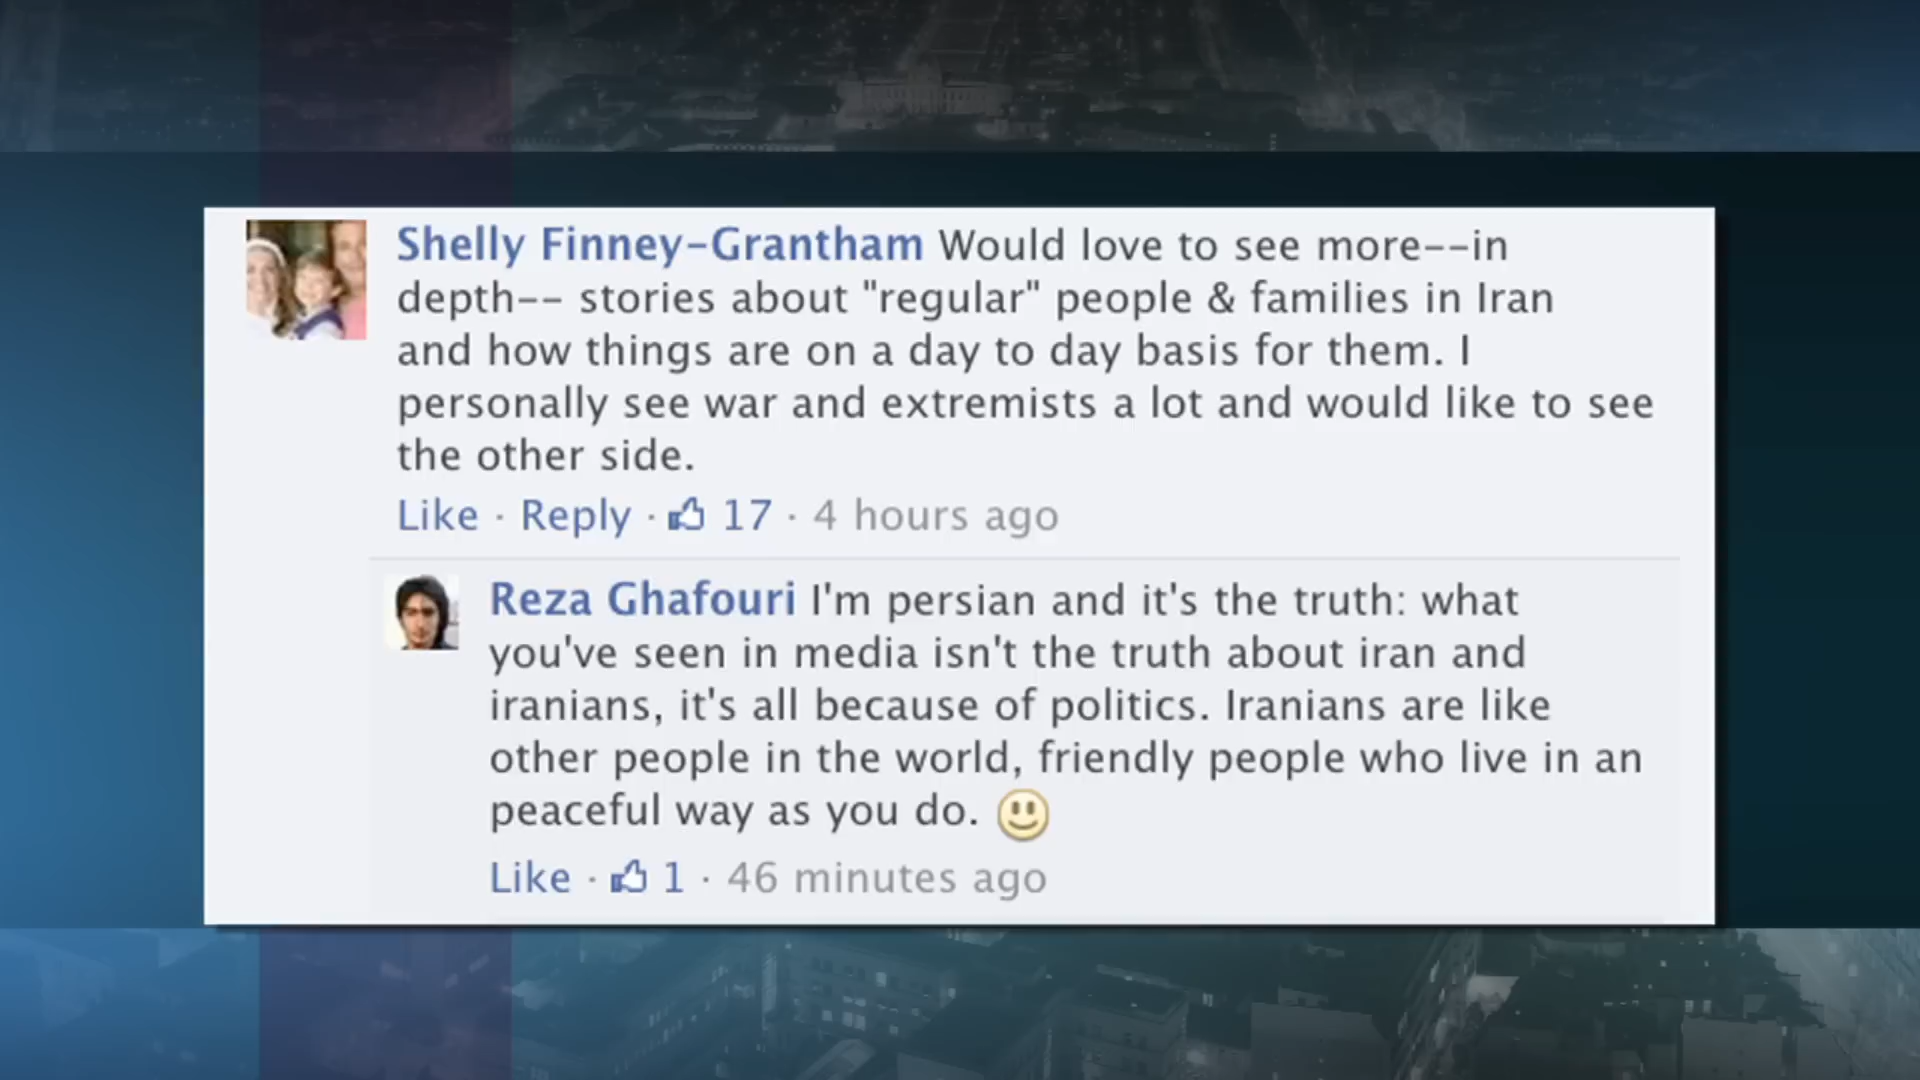 Shelly Finney-Grantham Would love to see more--in
depth-- stories about "regular" people & families in Iran
and how things are on a day to day basis for them. I
personally see war and extremists a lot and would like to see
the other side.
Like · Reply · 17 · 4 hours ago
Reza Ghafouri I'm persian and it's the truth: what
you've seen in media isn't the truth about iran and
iranians, it's all because of politics. Iranians are like
other people in the world, friendly people who live in an
peaceful way as you do.
Like · 1 · 46 minutes ago